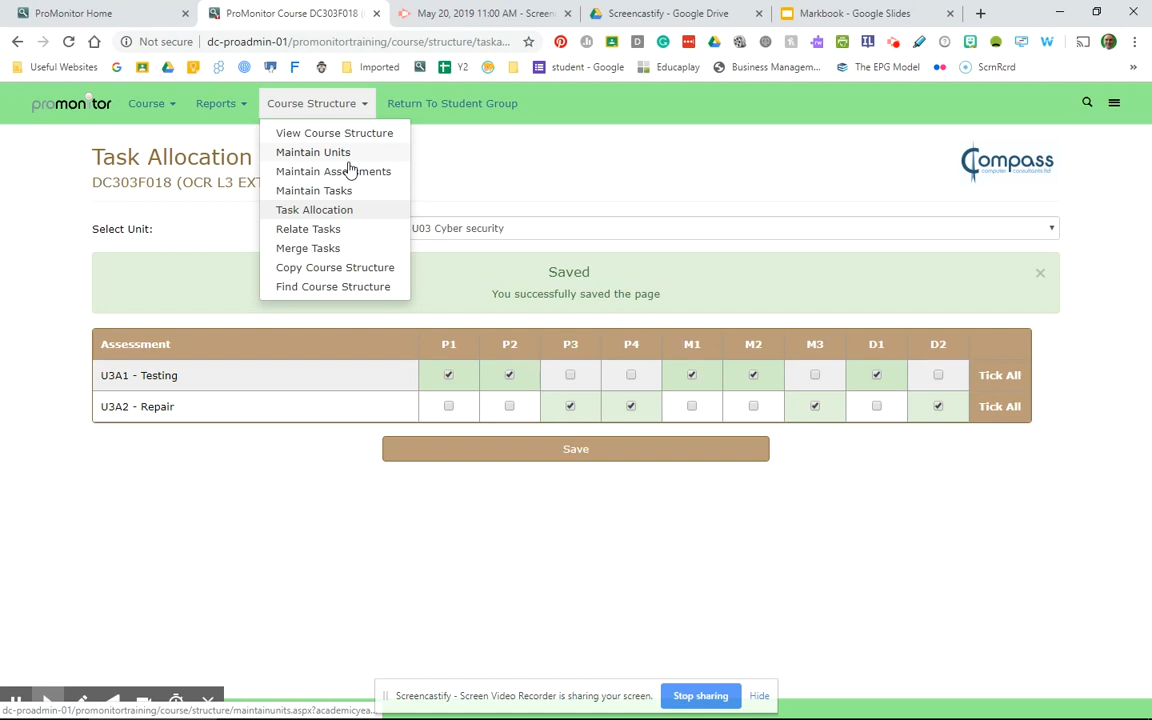 ProMonitor Home
ProMonitor Course DC303F018
May 20, 2019 11:00 AM - Screen
Screencastify - Google Drive
Markbook - Google Slides
Not secure
dc-proadmin-01/promonitortraining/course/structure/taska...
Useful Websites
Imported
Y2
student - Google
Educaplay
Business Managem...
The EPG Model
ScrnRcrd
»
promonitor
Course
Reports
Course Structure
Return To Student Group
View Course Structure
Maintain Units
Maintain Assessments
Maintain Tasks
Task Allocation
Relate Tasks
Merge Tasks
Copy Course Structure
Find Course Structure
Task Allocation
DC303F018 (OCR L3 EXT
Compass
computer consultants ltd
Select Unit:
U03 Cyber security
Saved
You successfully saved the page
Assessment P1 P2 P3 P4 M1 M2 M3 D1 D2
U3A1 - Testing Tick All
U3A2 - Repair Tick All
Save
Screencastify - Screen Video Recorder is sharing your screen.
Stop sharing
Hide
dc-proadmin-01/promonitortraining/course/structure/maintainunits.aspx?academicyea...